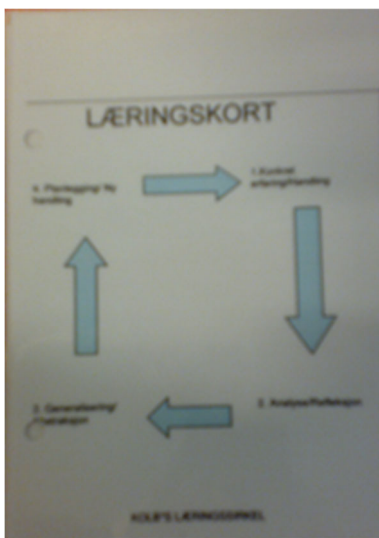 LÆRINGSKORT
4. Planlegging/ Ny
handling
1. Konkret
erfaring/Handling
3. Generalisering/
2. Analyse/Refleksjon
KOLB'S LÆRINGSSIRKEL